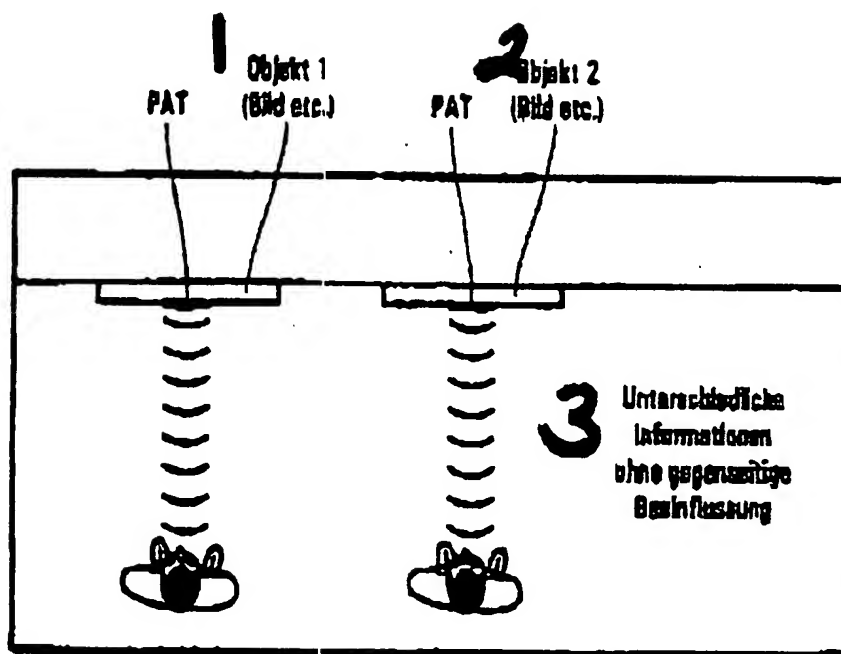 1
2
Objekt 1
(Bild etc.)
PAT
Objekt 2
(Bild etc.)
PAT
3
Unterschiedliche
Informationen
ohne gegenseitige
Beeinflussung